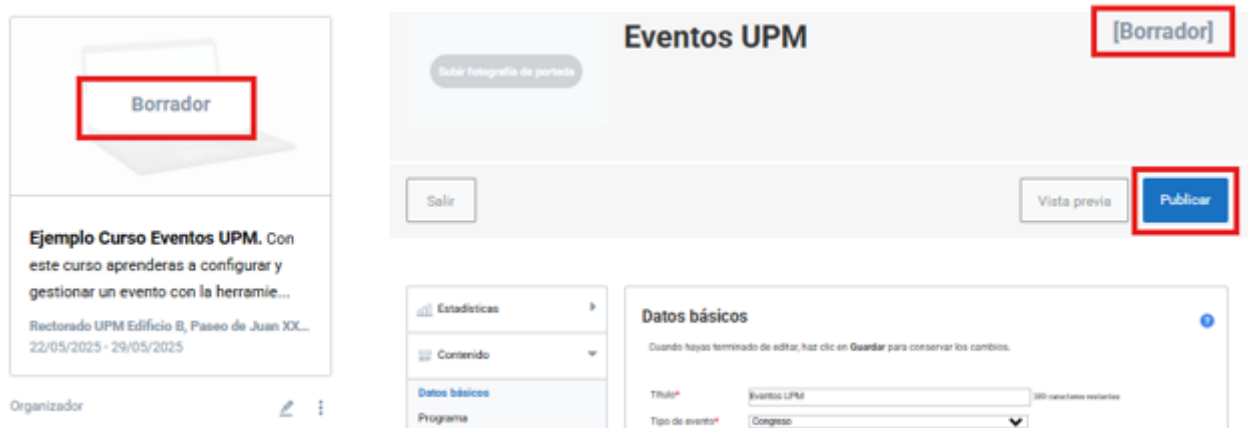 Borrador
Ejemplo Curso Eventos UPM. Con
este curso aprenderas a configurar y
gestionar un evento con la herramie...
Rectorado UPM Edificio B, Paseo de Juan XX...
22/05/2025 - 29/05/2025
Organizador
Subir fotografía de portada
Eventos UPM
[Borrador]
Salir
Vista previa
Publicar
Estadísticas
Contenido
Datos básicos
Programa
Datos básicos
Cuando hayas terminado de editar, haz clic en Guardar para conservar los cambios.
Título*
Eventos UPM
caracteres restantes
Tipo de evento*
Congreso